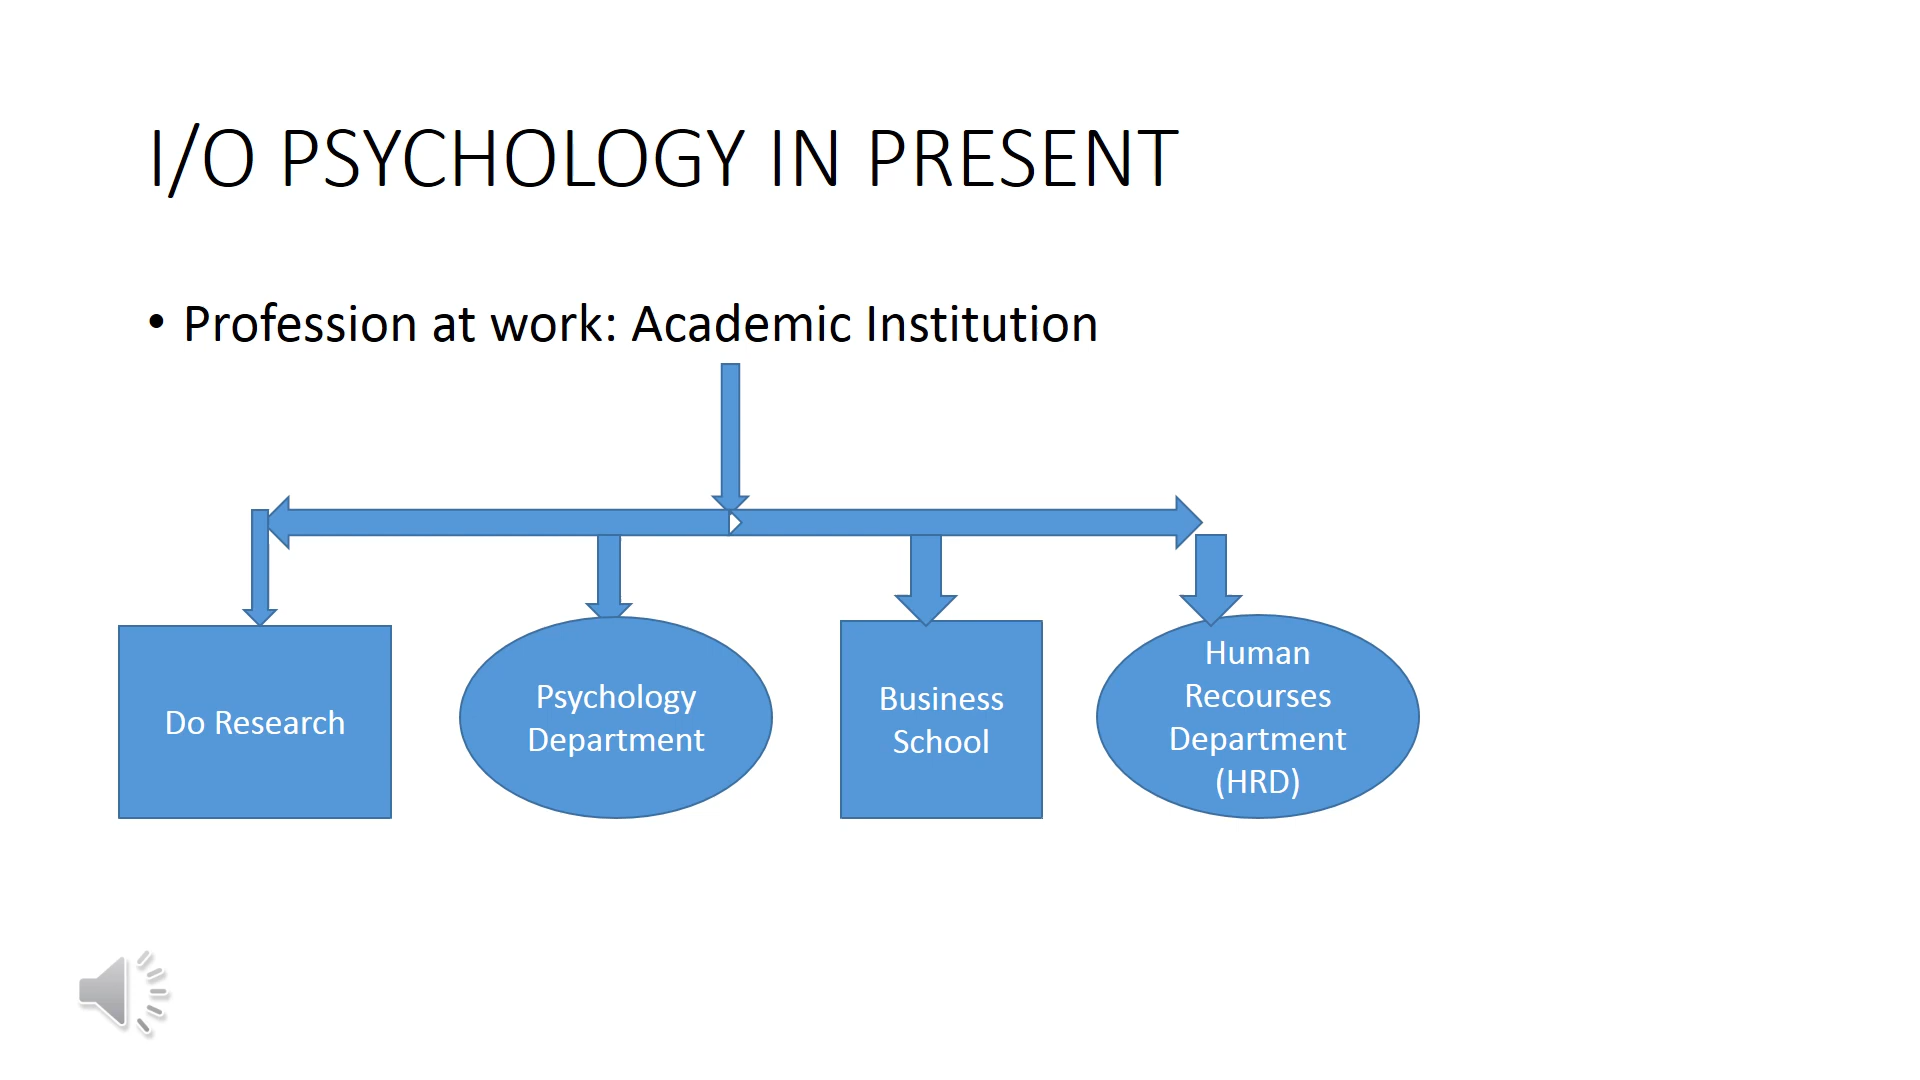 I/O PSYCHOLOGY IN PRESENT
• Profession at work: Academic Institution
Do Research
Psychology
Department
Business
School
Human
Recourses
Department
(HRD)